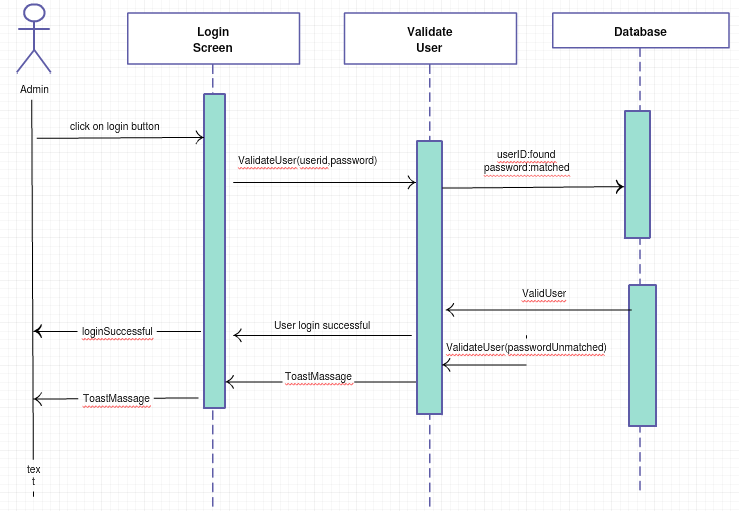 Login
Screen
Validate
User
Database
Admin
click on login button
ValidateUser(userid,password)
userID:found
password:matched
ValidUser
loginSuccessful
User login successful
ValidateUser(passwordUnmatched)
ToastMassage
ToastMassage
tex
t